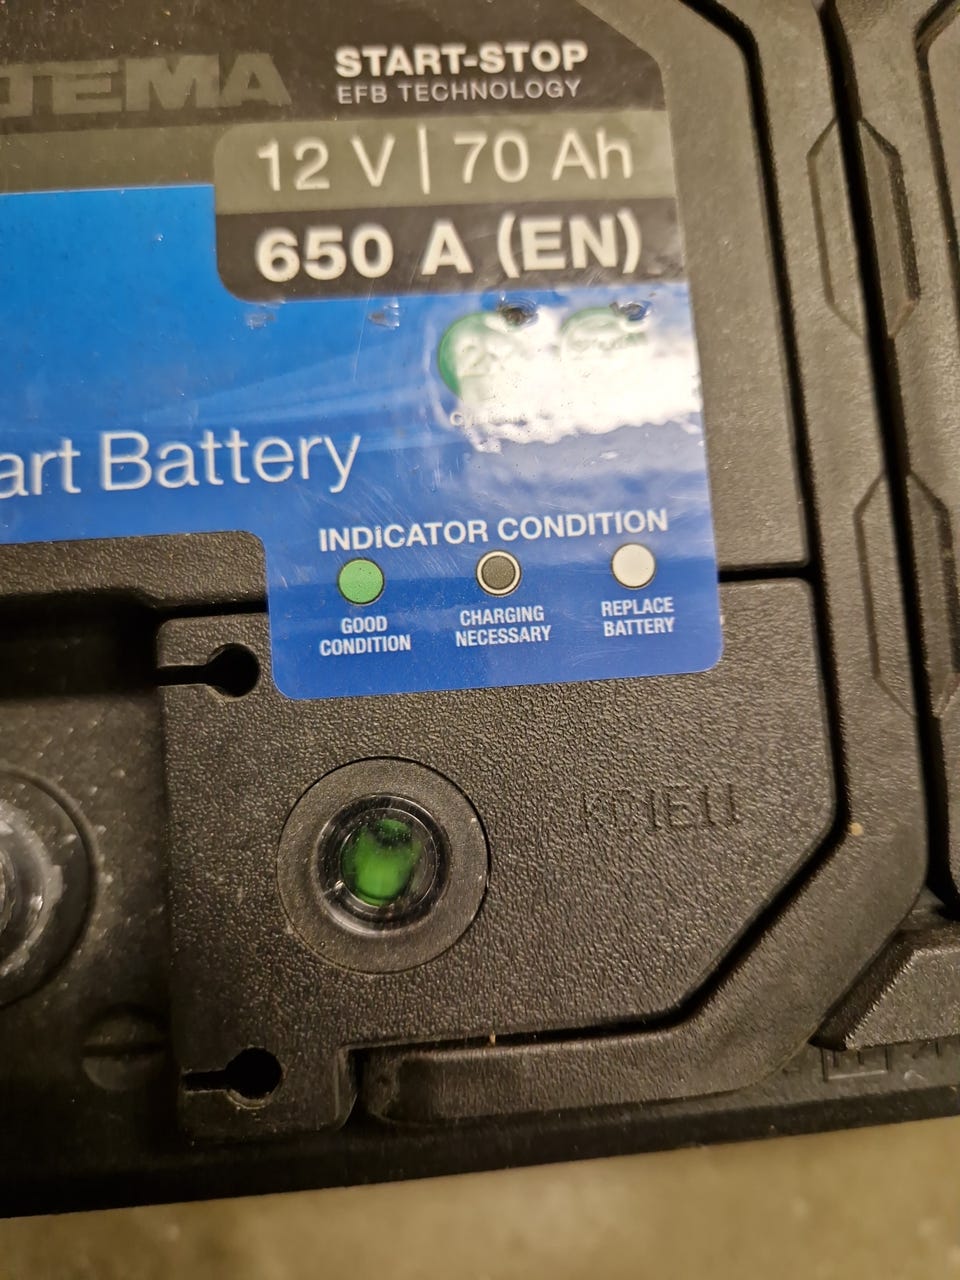 TEMA
START-STOP
EFB TECHNOLOGY
12 V | 70 Ah
650 A (EN)
art Battery
INDICATOR CONDITION
GOOD
CONDITION
CHARGING
NECESSARY
REPLACE
BATTERY